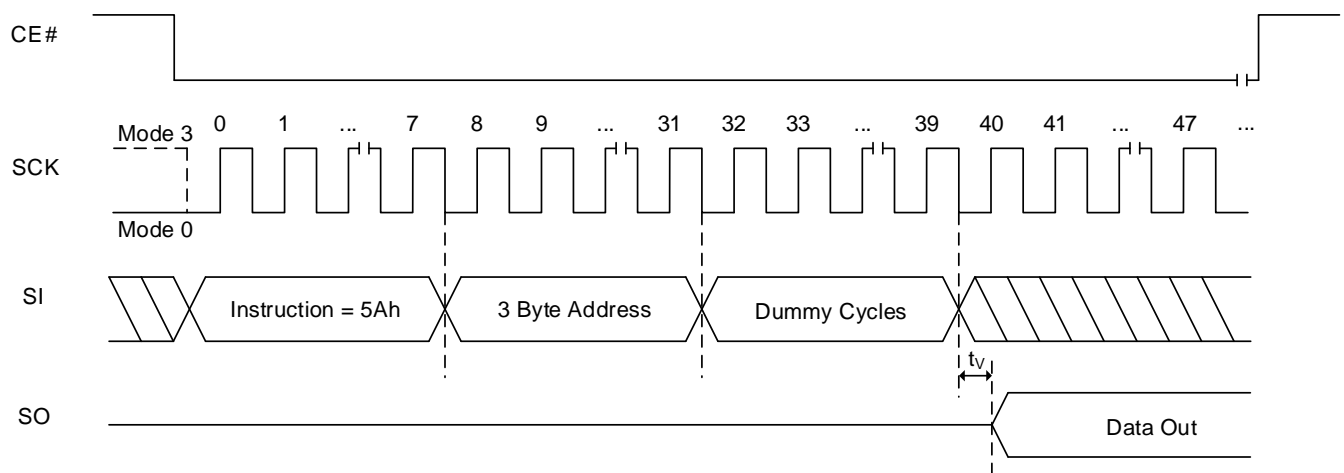 CE#
Mode 3 0 1 ... 7 8 9 ... 31 32 33 ... 39 40 41 ... 47 ...
SCK
Mode 0
SI Instruction = 5Ah 3 Byte Address Dummy Cycles
tV
SO Data Out